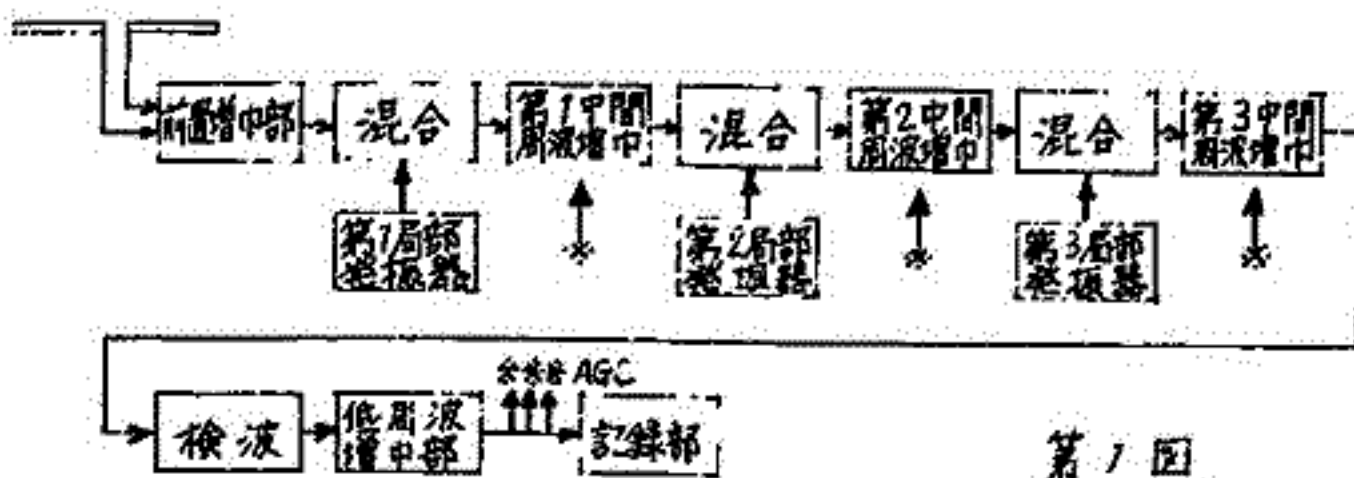 前置増巾部
混合
第1中間
周波増巾
混合
第2中間
周波増巾
混合
第3中間
周波増巾
第1局部
発振器
※
第2局部
発振器
※
第3局部
発振器
※
※※※ AGC
検波
低周波
増巾部
記録部
第1図